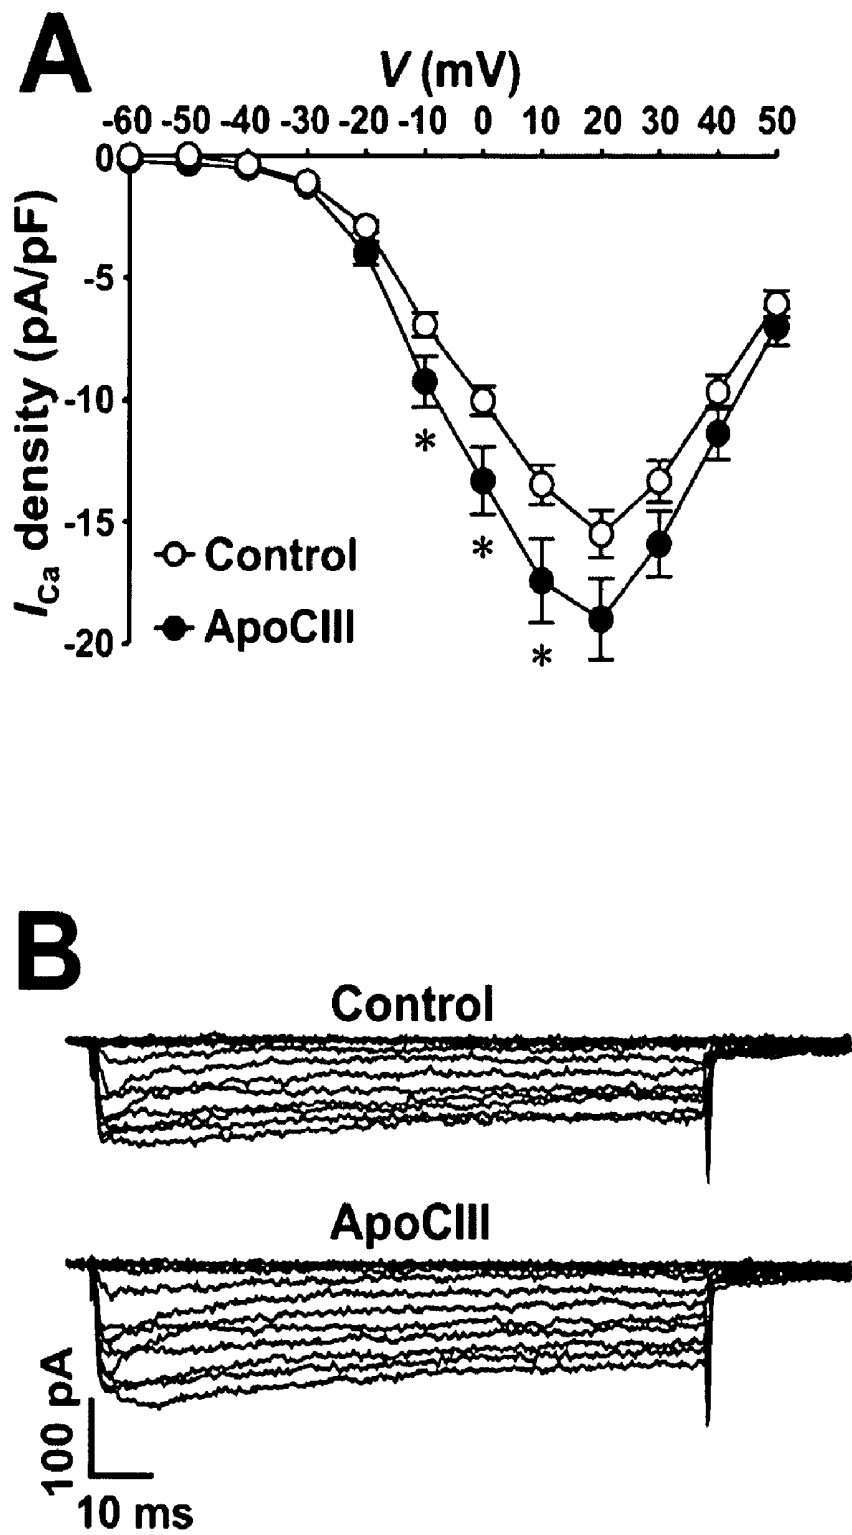 A
V (mV)
-60 -50 -40 -30 -20 -10 0 10 20 30 40 50
0
-5
-10
-15
-20
ICa density (pA/pF)
Control
ApoCIII
*
*
*
B
Control
ApoCIII
100 pA
10 ms